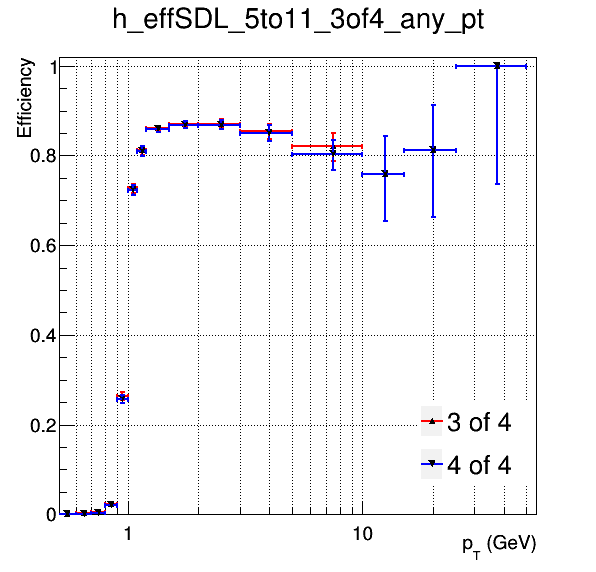 h_effSDL_5to11_3of4_any_pt
Efficiency
1
0.8
0.6
0.4
0.2
0
3 of 4
4 of 4
1
10
p_T (GeV)